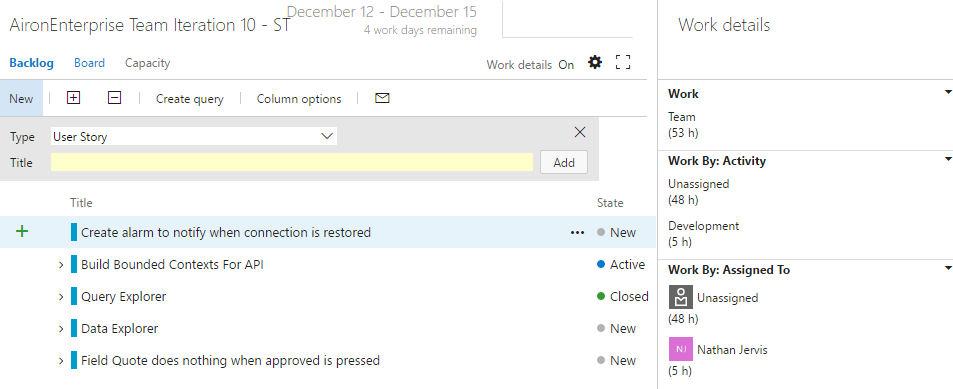 AironEnterprise Team Iteration 10 - ST
December 12 - December 15
4 work days remaining
Backlog Board Capacity
Work details On
New Create query Column options
Type User Story
Title Add
Title State
Create alarm to notify when connection is restored ... New
Build Bounded Contexts For API Active
Query Explorer Closed
Data Explorer New
Field Quote does nothing when approved is pressed New
Work details
Work
Team
(53 h)
Work By: Activity
Unassigned
(48 h)
Development
(5 h)
Work By: Assigned To
Unassigned
(48 h)
NJ Nathan Jervis
(5 h)